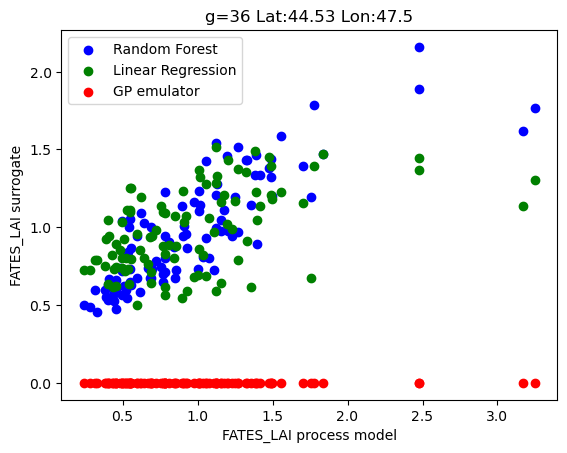 g=36 Lat:44.53 Lon:47.5
Random Forest
Linear Regression
GP emulator
FATES_LAI surrogate
2.0
1.5
1.0
0.5
0.0
0.5 1.0 1.5 2.0 2.5 3.0
FATES_LAI process model